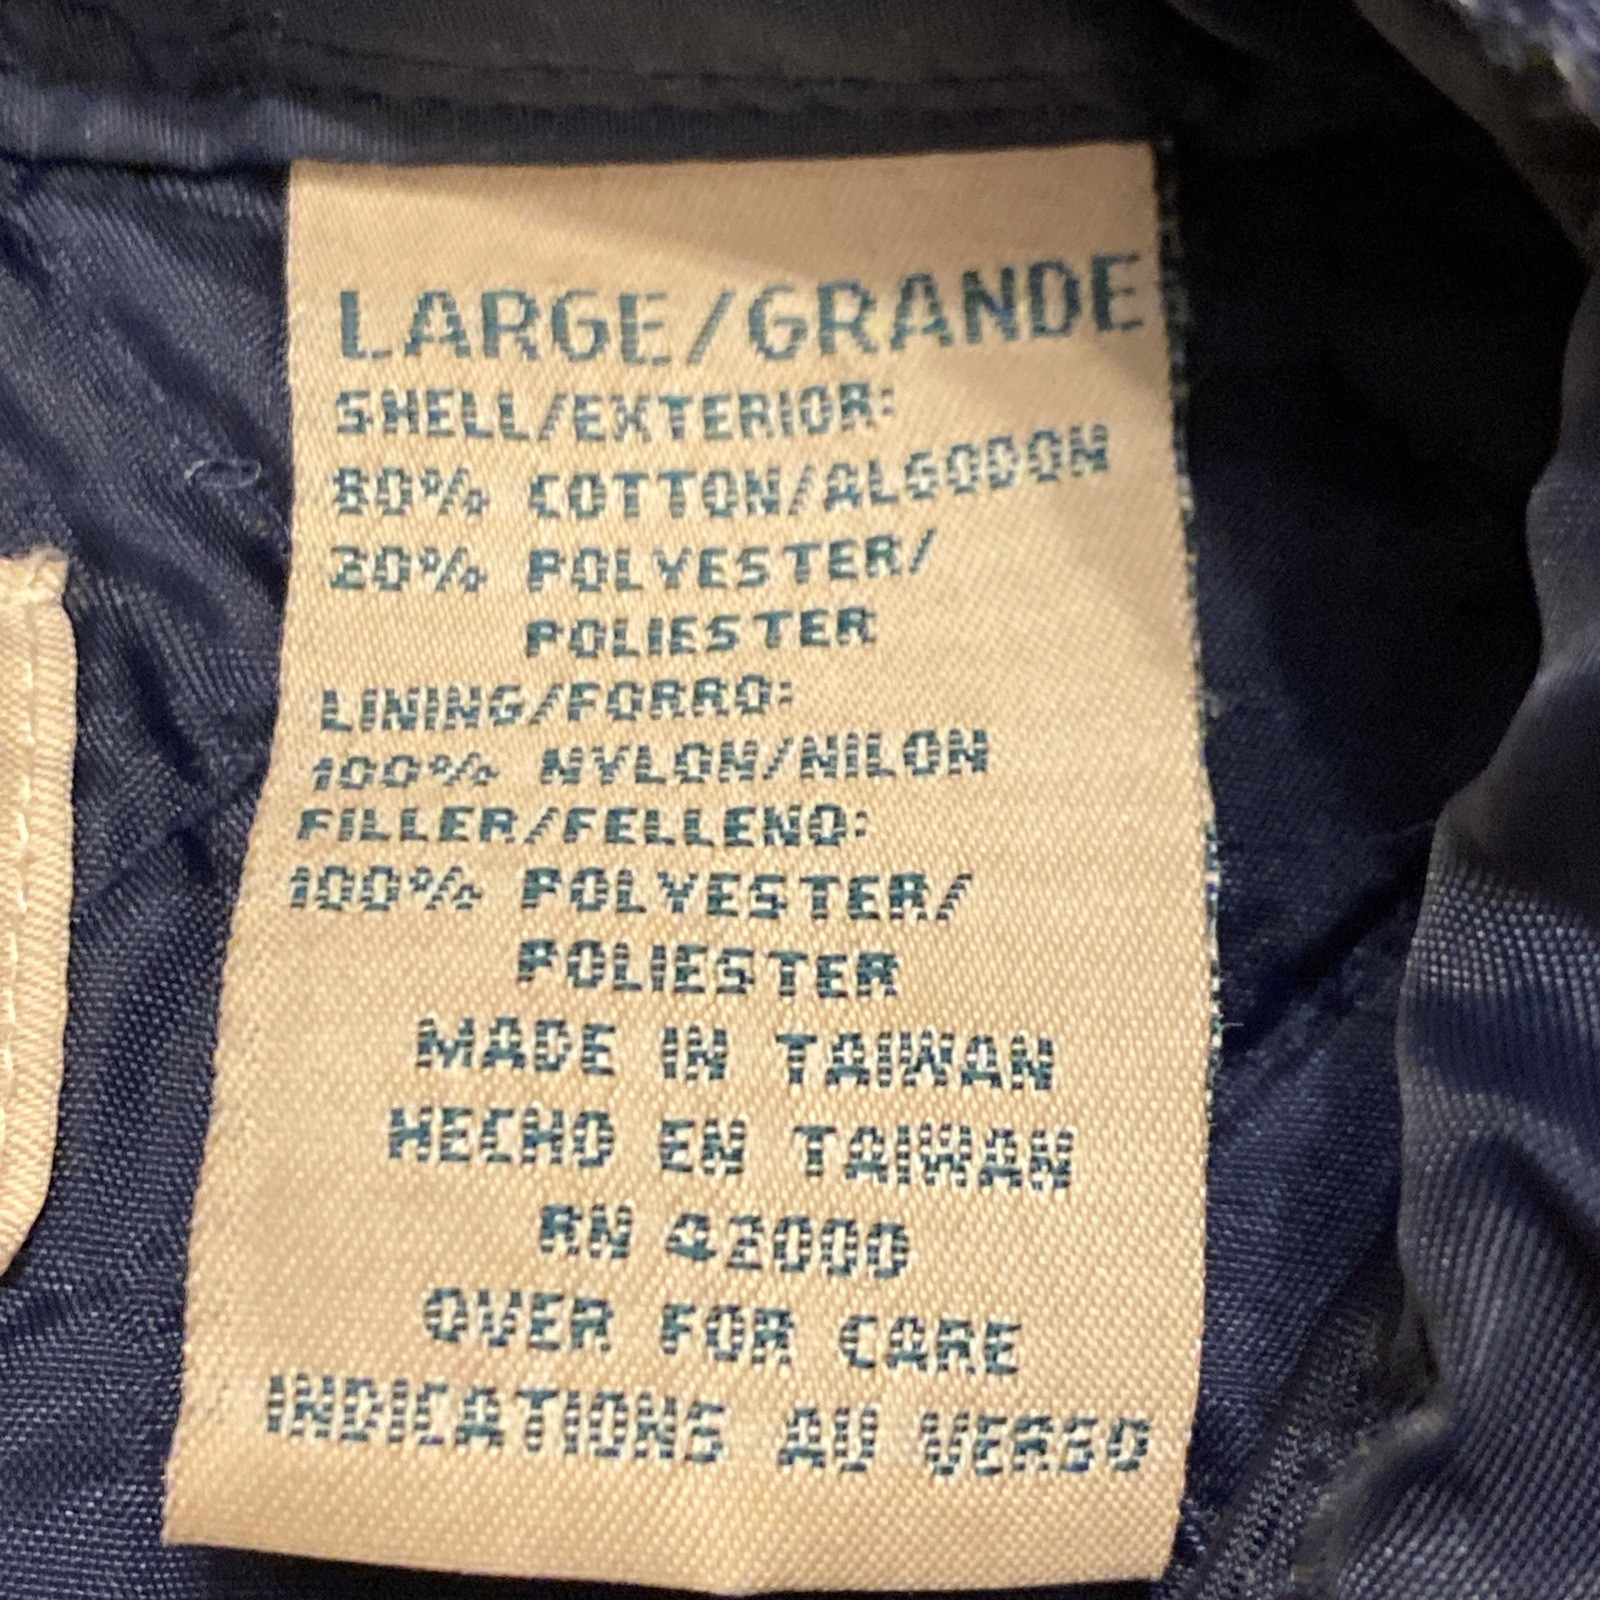 LARGE/GRANDE
SHELL/EXTERIOR:
80% COTTON/ALGODON
20% POLYESTER/
POLIESTER
LINING/FORRO:
100% NYLON/NILON
FILLER/FELLENO:
100% POLYESTER/
POLIESTER
MADE IN TAIWAN
HECHO EN TAIWAN
RN 42000
OVER FOR CARE
INDICATIONS AU VERSO